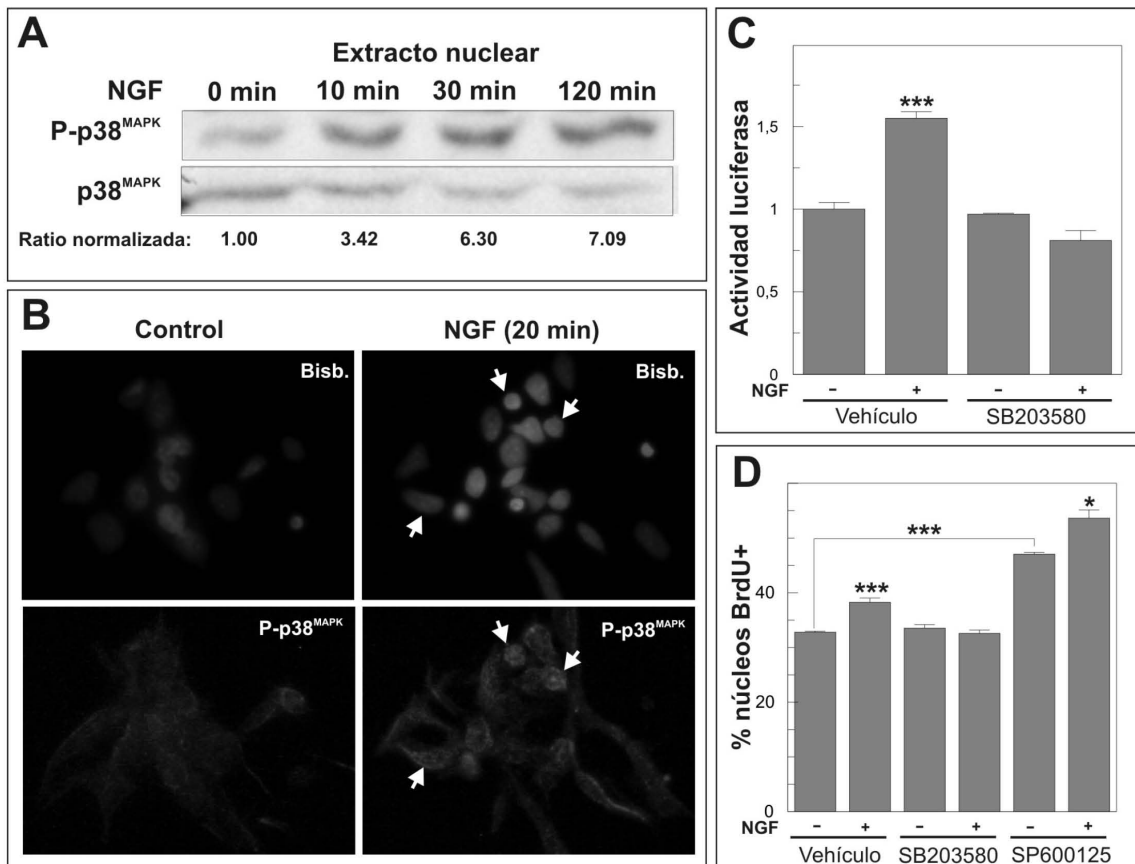 A
Extracto nuclear
NGF 0 min 10 min 30 min 120 min
P-p38MAPK
p38MAPK
Ratio normalizada: 1.00 3.42 6.30 7.09
B
Control NGF (20 min)
Bisb. Bisb.
P-p38MAPK P-p38MAPK
C
Actividad luciferasa
1,5
1
0,5
0
***
NGF - + - +
Vehículo SB203580
D
% núcleos BrdU+
40
20
0
***
***
*
NGF - + - + - +
Vehículo SB203580 SP600125